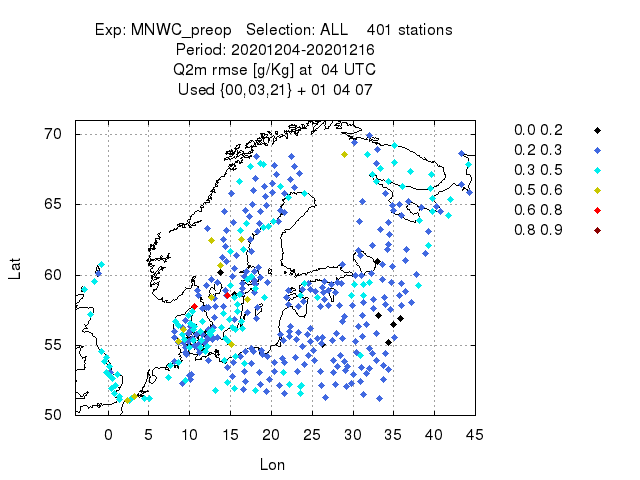 Exp: MNWC_preop Selection: ALL 401 stations
Period: 20201204-20201216
Q2m rmse [g/Kg] at 04 UTC
Used {00,03,21} + 01 04 07
0.0 0.2
0.2 0.3
0.3 0.5
0.5 0.6
0.6 0.8
0.8 0.9
Lat
70
65
60
55
50
0 5 10 15 20 25 30 35 40 45
Lon